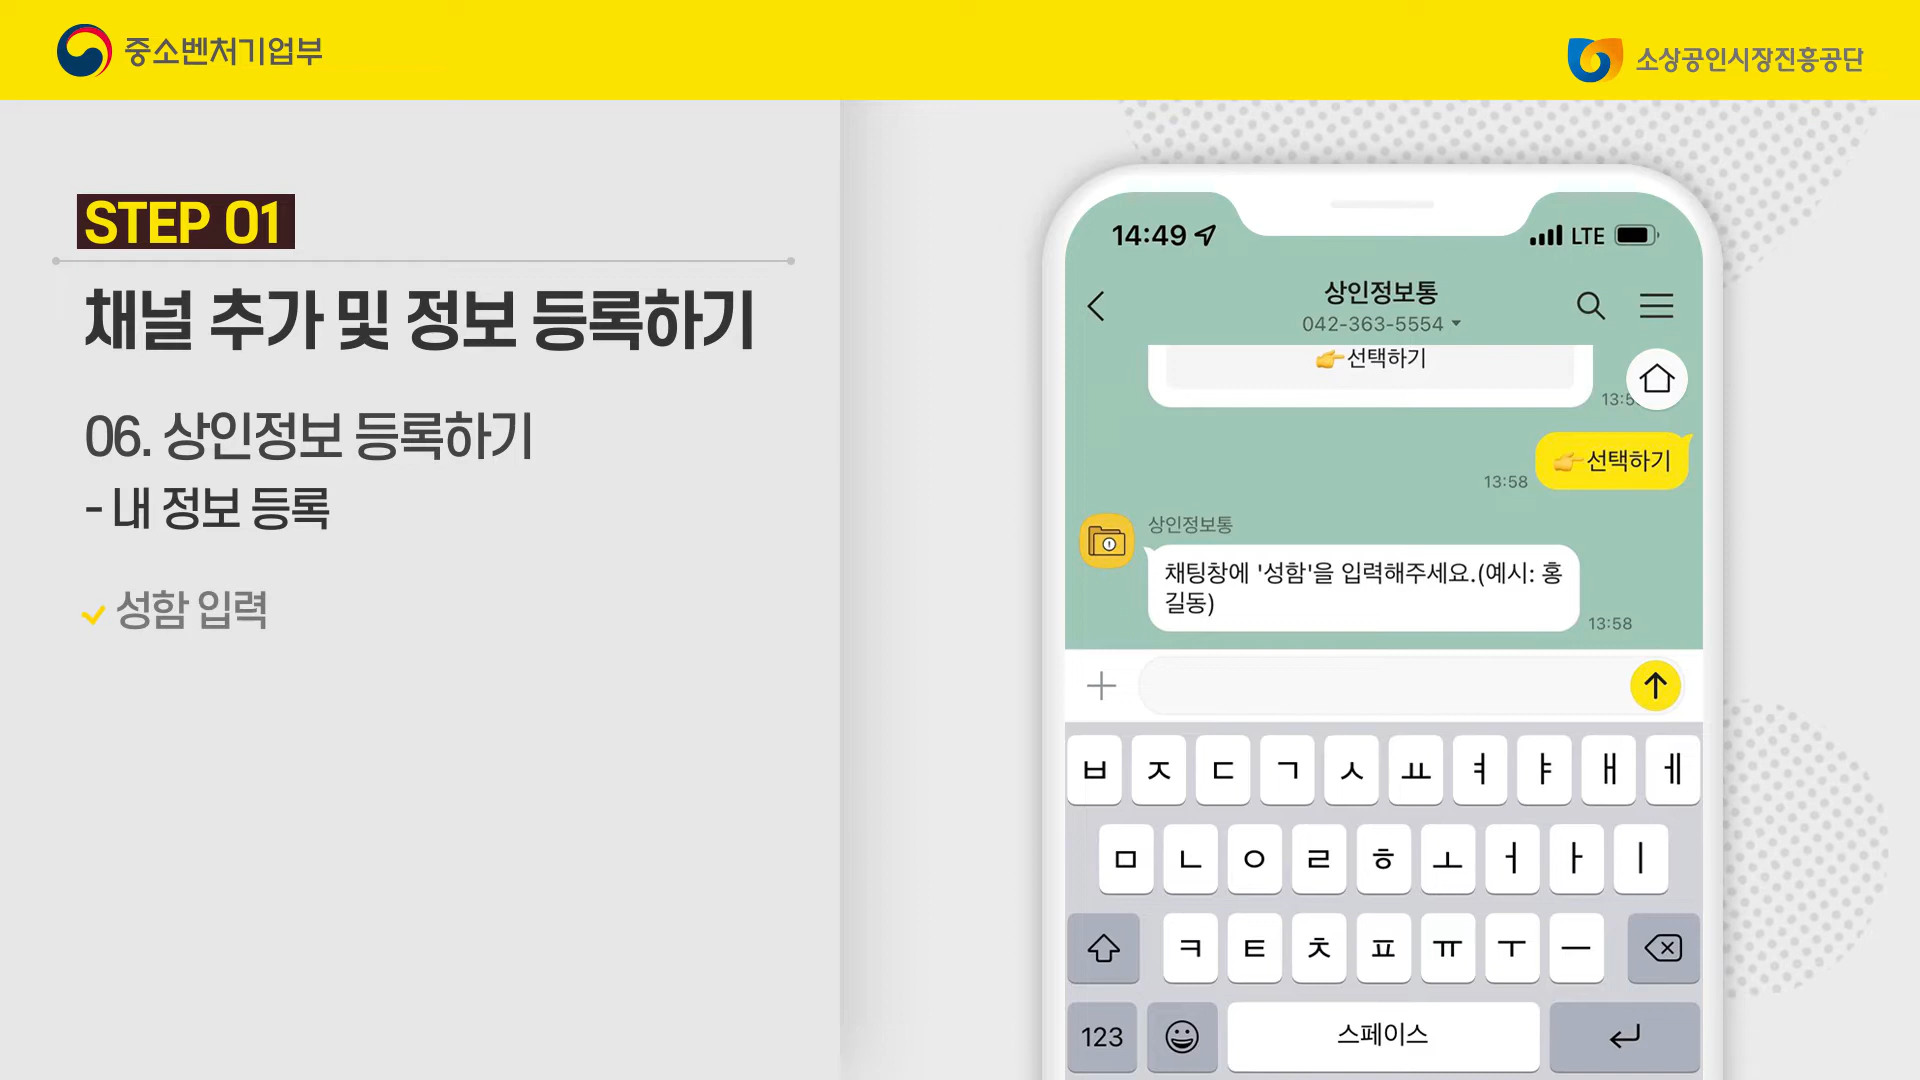 중소벤처기업부
소상공인시장진흥공단
STEP 01
채널 추가 및 정보 등록하기
06. 상인정보 등록하기
- 내 정보 등록
성함 입력
14:49
LTE
상인정보통
042-363-5554
👉선택하기
13:5
👉선택하기
13:58
상인정보통
채팅창에 '성함'을 입력해주세요.(예시: 홍
길동)
13:58
ㅂ ㅈ ㄷ ㄱ ㅅ ㅛ ㅕ ㅑ ㅐ ㅔ
ㅁ ㄴ ㅇ ㄹ ㅎ ㅗ ㅓ ㅏ ㅣ
ㅋ ㅌ ㅊ ㅍ ㅠ ㅜ ㅡ
123 스페이스